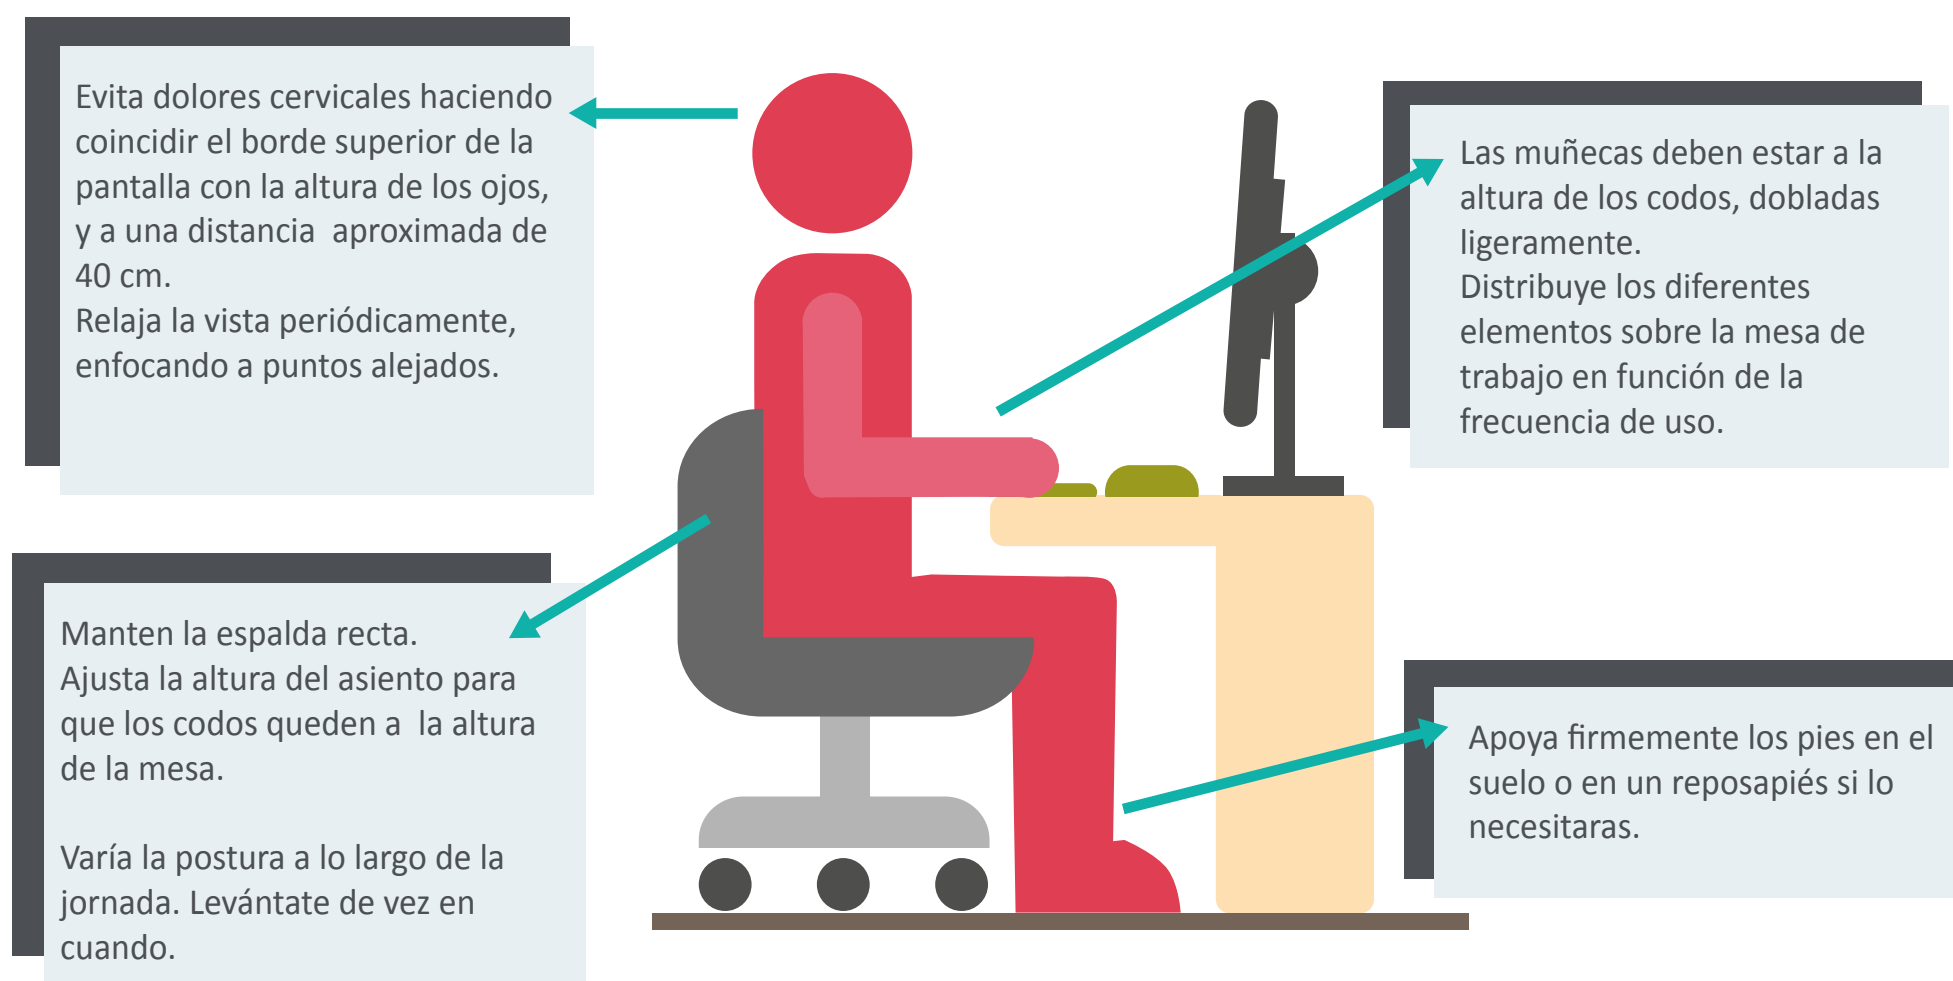 Evita dolores cervicales haciendo
coincidir el borde superior de la
pantalla con la altura de los ojos,
y a una distancia  aproximada de
40 cm.
Relaja la vista periódicamente,
enfocando a puntos alejados.
Las muñecas deben estar a la
altura de los codos, dobladas
ligeramente.
Distribuye los diferentes
elementos sobre la mesa de
trabajo en función de la
frecuencia de uso.
Manten la espalda recta.
Ajusta la altura del asiento para
que los codos queden a  la altura
de la mesa.
Varía la postura a lo largo de la
jornada. Levántate de vez en
cuando.
Apoya firmemente los pies en el
suelo o en un reposapiés si lo
necesitaras.